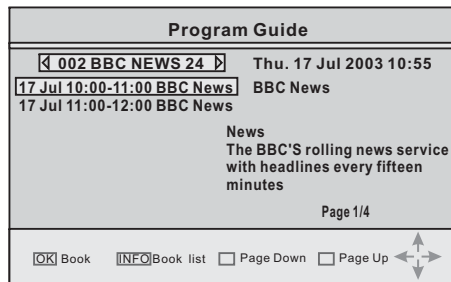 Program Guide
002 BBC NEWS 24
Thu. 17 Jul 2003 10:55
17 Jul 10:00-11:00 BBC News
BBC News
17 Jul 11:00-12:00 BBC News
News
The BBC'S rolling news service
with headlines every fifteen
minutes
Page 1/4
OK Book INFO Book list Page Down Page Up